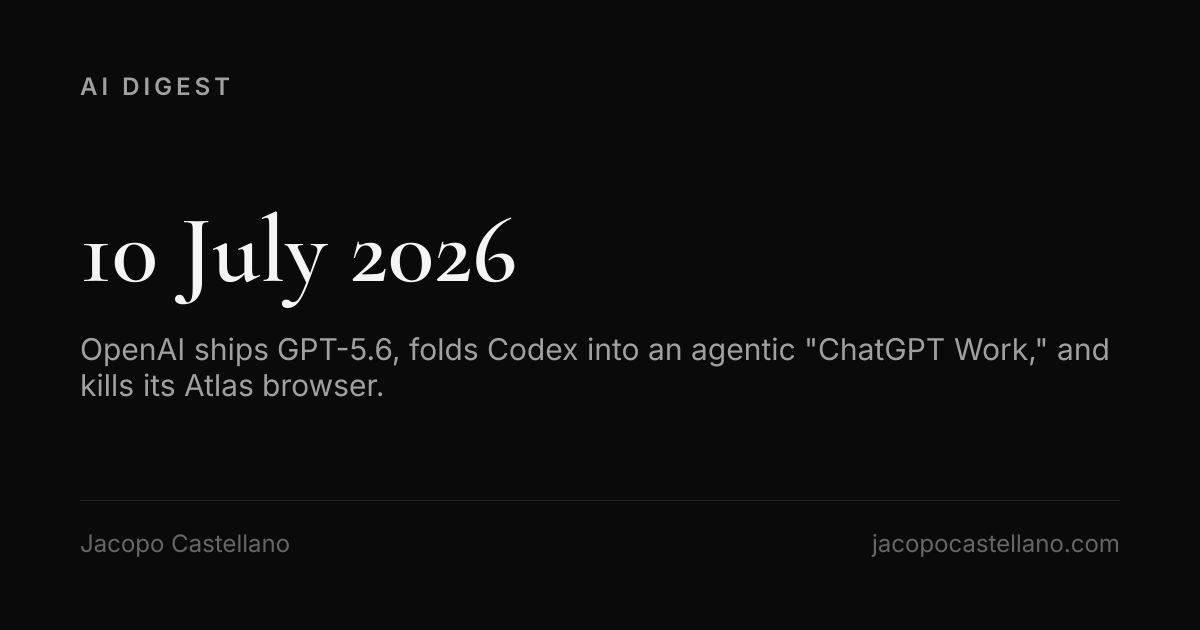 AI DIGEST
10 July 2026
OpenAI ships GPT-5.6, folds Codex into an agentic "ChatGPT Work," and
kills its Atlas browser.
Jacopo Castellano
jacopocastellano.com